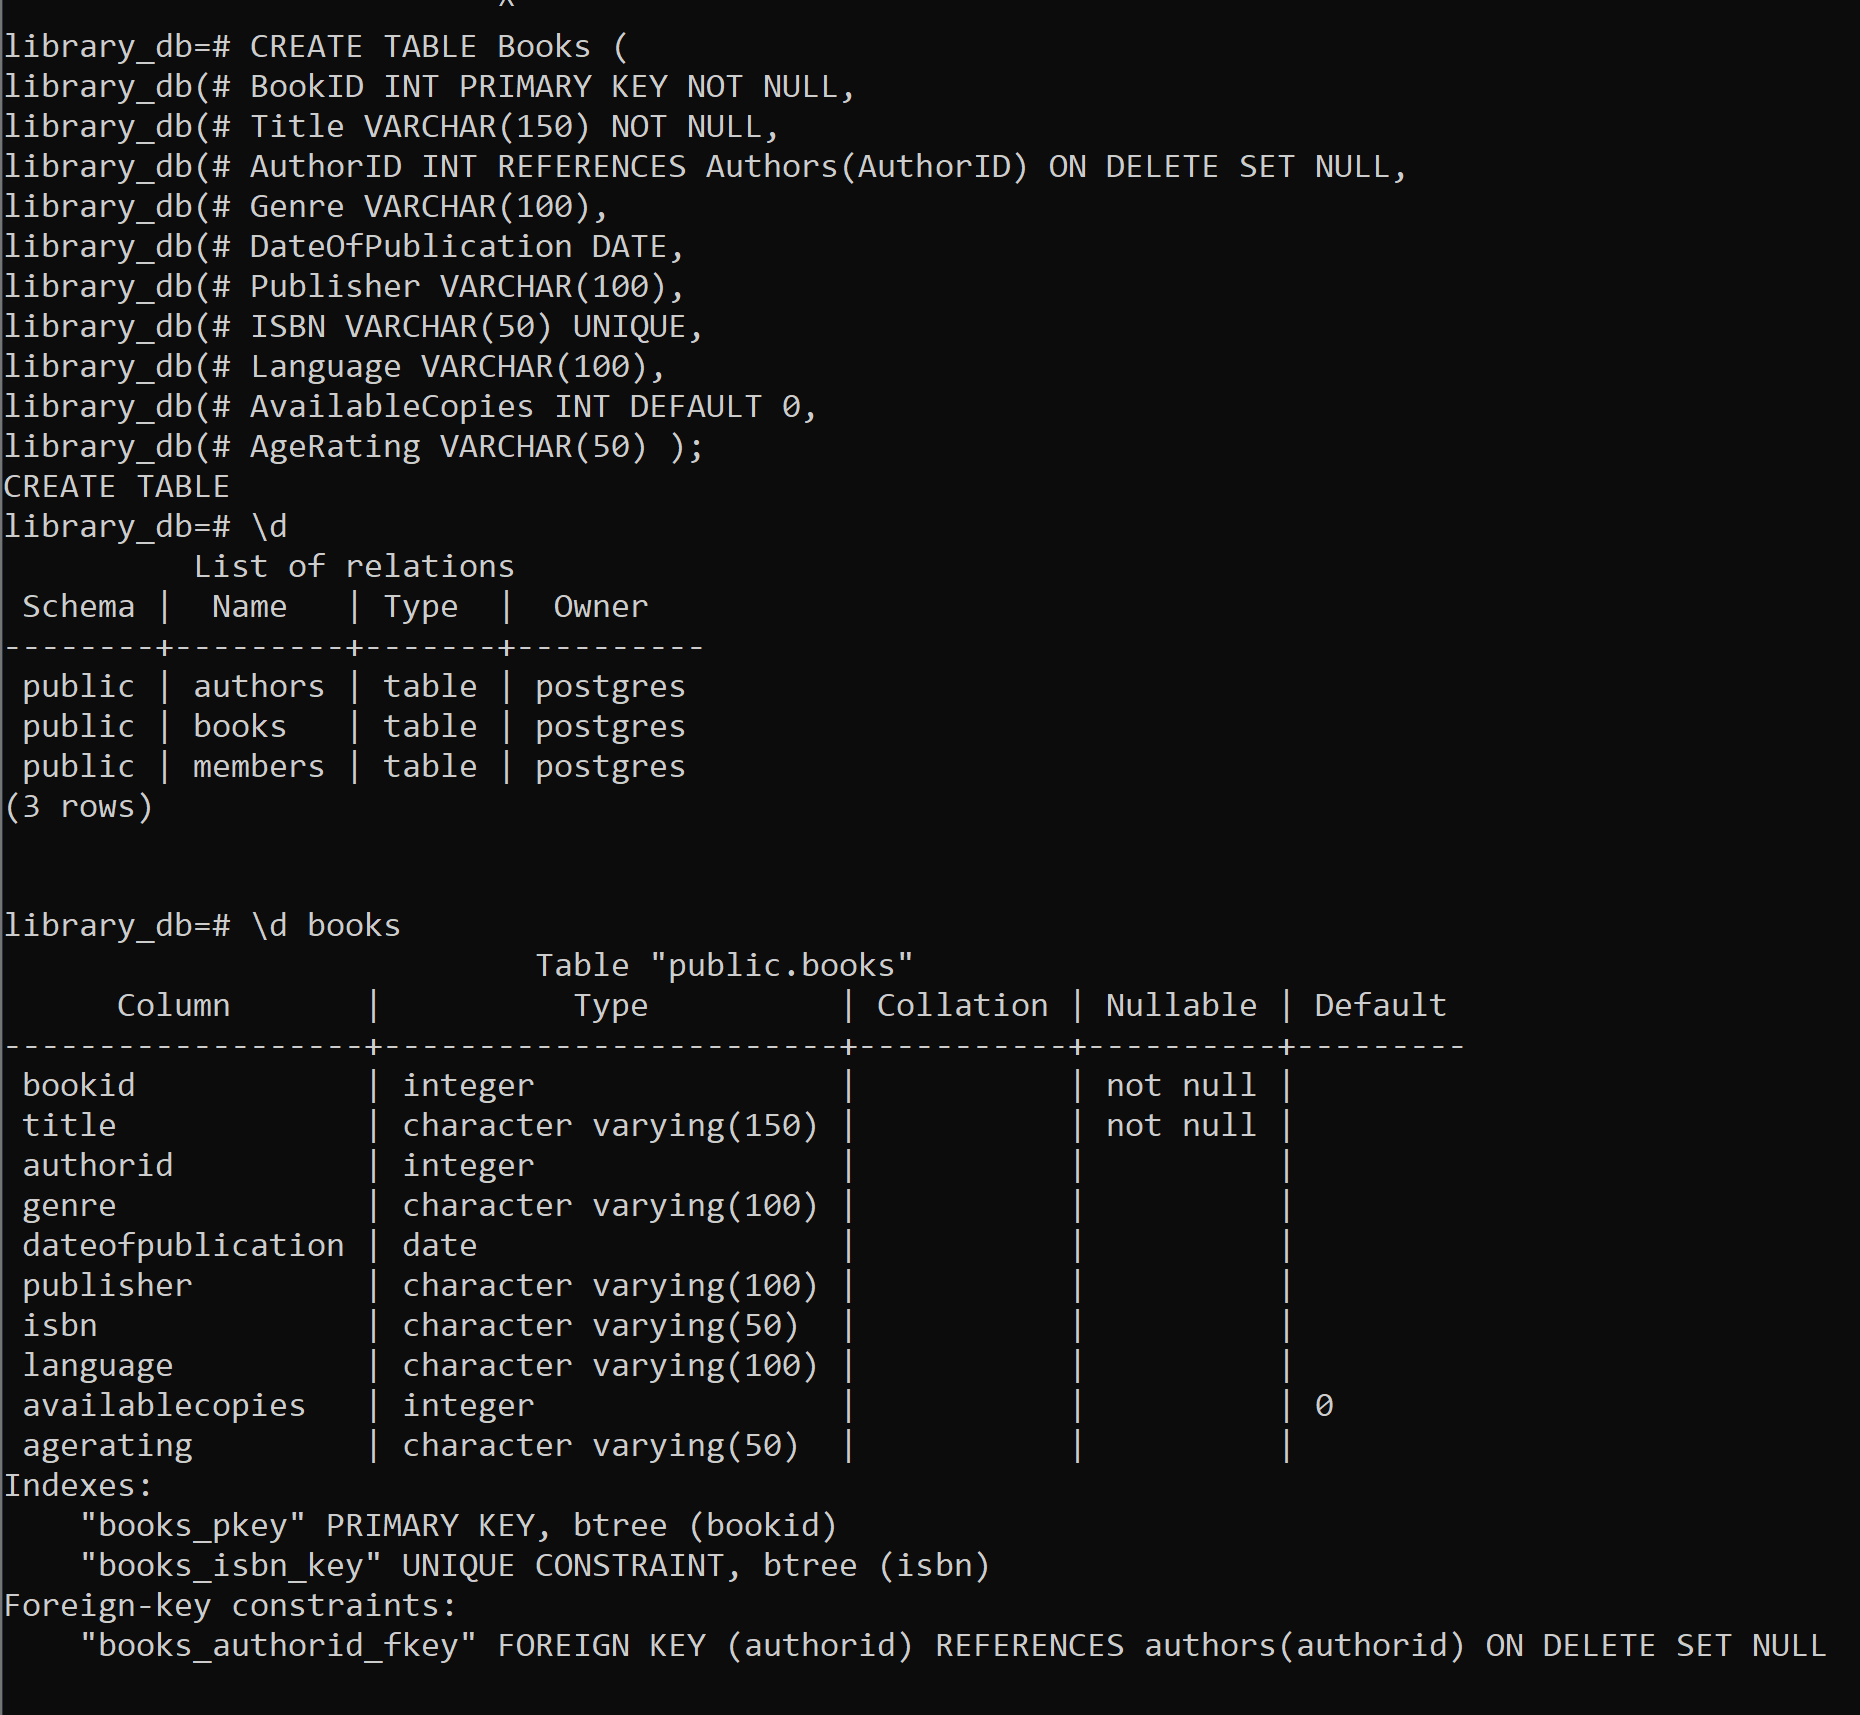 ^
library_db=# CREATE TABLE Books (
library_db(# BookID INT PRIMARY KEY NOT NULL,
library_db(# Title VARCHAR(150) NOT NULL,
library_db(# AuthorID INT REFERENCES Authors(AuthorID) ON DELETE SET NULL,
library_db(# Genre VARCHAR(100),
library_db(# DateOfPublication DATE,
library_db(# Publisher VARCHAR(100),
library_db(# ISBN VARCHAR(50) UNIQUE,
library_db(# Language VARCHAR(100),
library_db(# AvailableCopies INT DEFAULT 0,
library_db(# AgeRating VARCHAR(50) );
CREATE TABLE
library_db=# \d
          List of relations
 Schema |  Name   | Type  |  Owner
--------+---------+-------+----------
 public | authors | table | postgres
 public | books   | table | postgres
 public | members | table | postgres
(3 rows)
library_db=# \d books
                            Table "public.books"
      Column       |          Type          | Collation | Nullable | Default
-------------------+------------------------+-----------+----------+---------
 bookid            | integer                |           | not null |
 title             | character varying(150) |           | not null |
 authorid          | integer                |           |          |
 genre             | character varying(100) |           |          |
 dateofpublication | date                   |           |          |
 publisher         | character varying(100) |           |          |
 isbn              | character varying(50)  |           |          |
 language          | character varying(100) |           |          |
 availablecopies   | integer                |           |          | 0
 agerating         | character varying(50)  |           |          |
Indexes:
    "books_pkey" PRIMARY KEY, btree (bookid)
    "books_isbn_key" UNIQUE CONSTRAINT, btree (isbn)
Foreign-key constraints:
    "books_authorid_fkey" FOREIGN KEY (authorid) REFERENCES authors(authorid) ON DELETE SET NULL